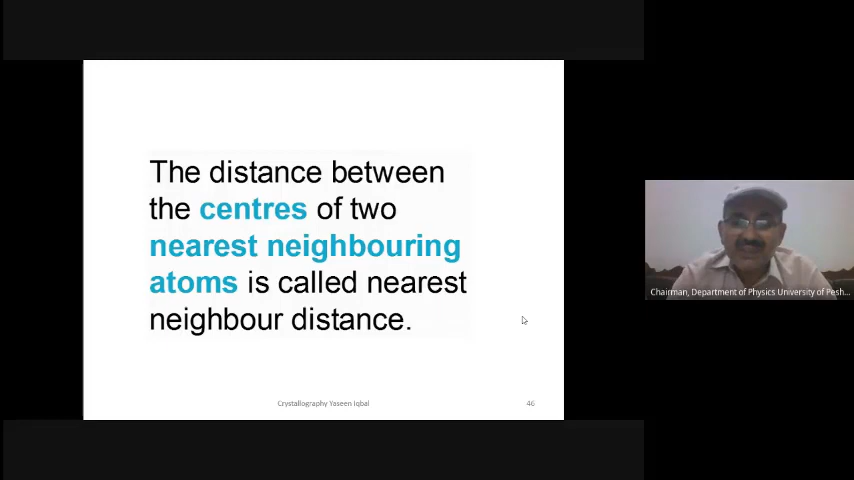 The distance between
the centres of two
nearest neighbouring
atoms is called nearest
neighbour distance.
Crystallography Yaseen Iqbal
46
Chairman, Department of Physics University of Pesh...